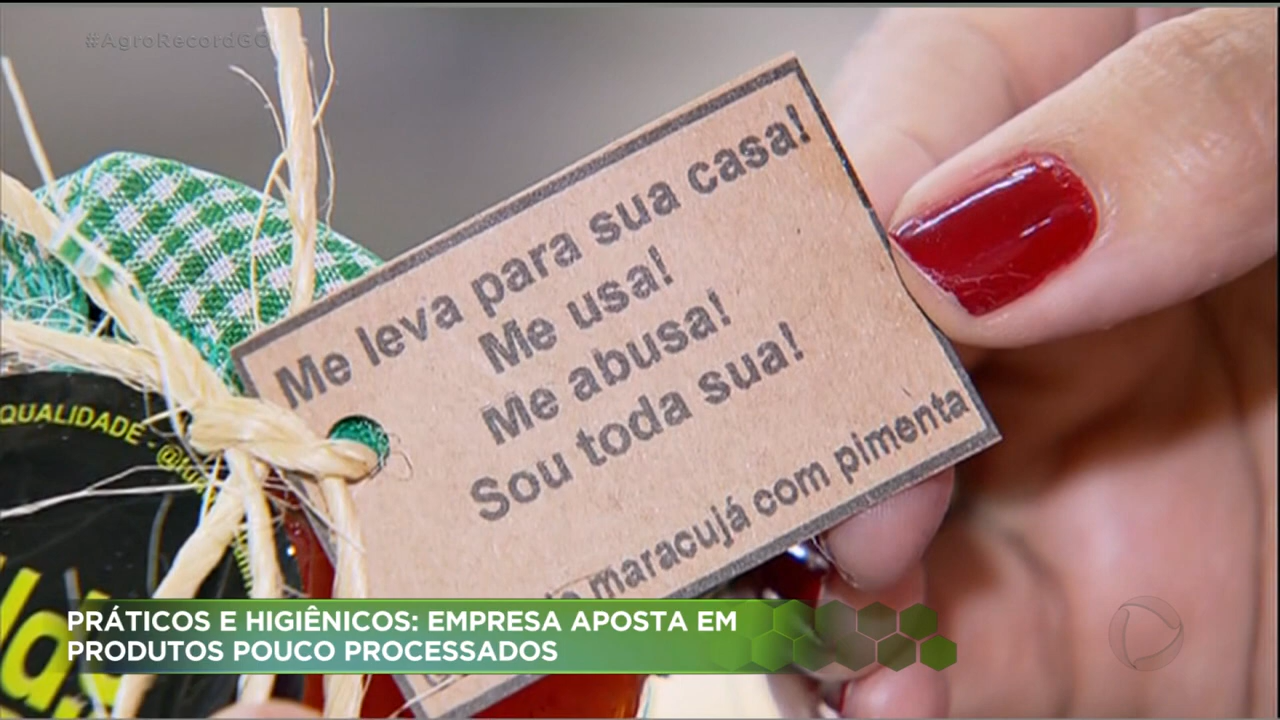 #AgroRecordGO
Me leva para sua casa!
Me usa!
Me abusa!
Sou toda sua!
maracujá com pimenta
QUALIDADE -
PRÁTICOS E HIGIÊNICOS: EMPRESA APOSTA EM
PRODUTOS POUCO PROCESSADOS